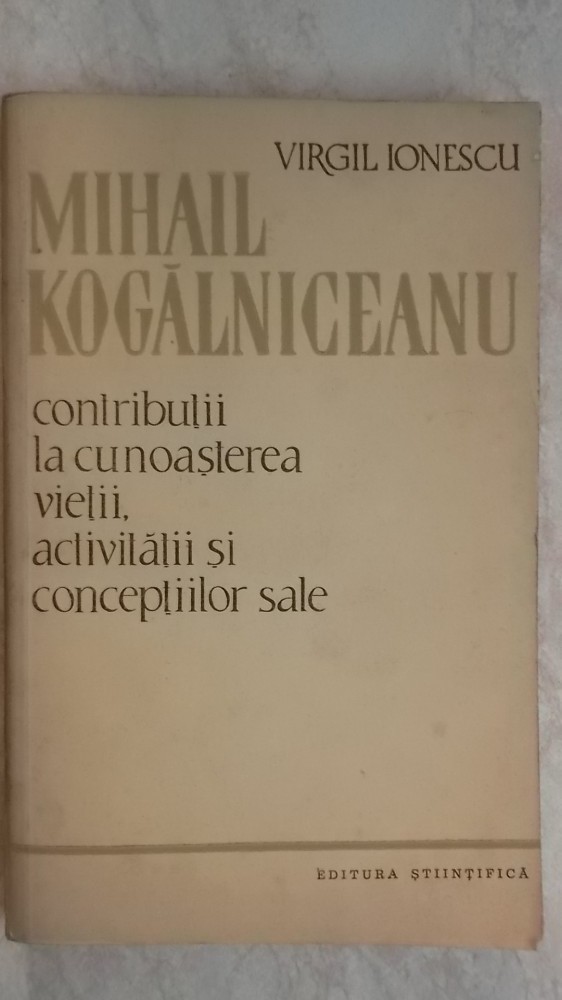 VIRGIL IONESCU
MIHAIL
KOGĂLNICEANU
contribuții
la cunoașterea
vieții,
activității și
concepțiilor sale
EDITURA ȘTIINȚIFICĂ